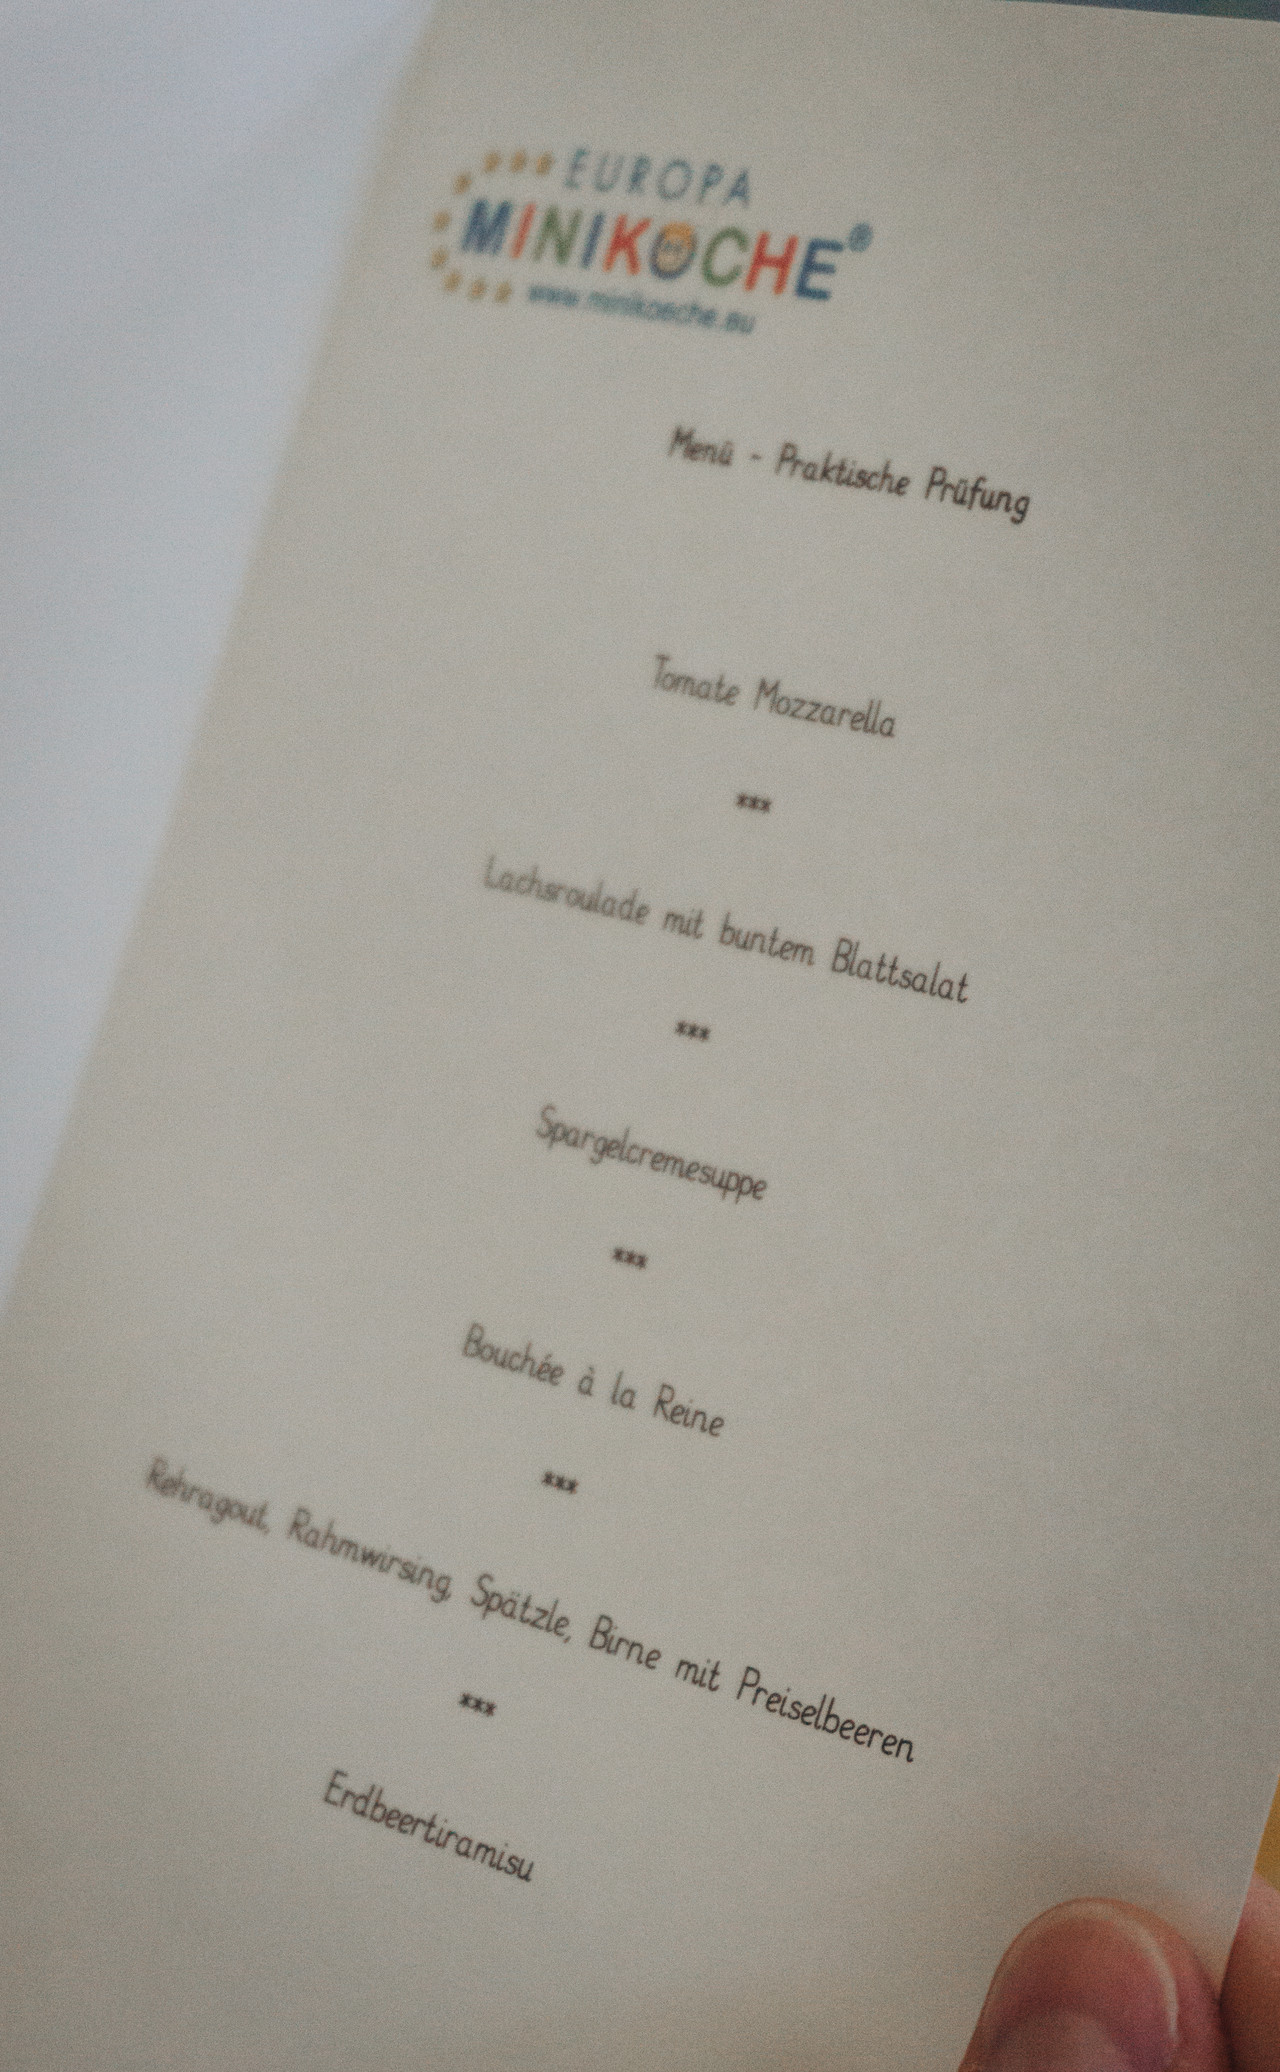 EUROPA
MINIKÖCHE®
www.minikoeche.eu
Menü - Praktische Prüfung
Tomate Mozzarella
***
Lachsroulade mit buntem Blattsalat
***
Spargelcremesuppe
***
Bouchée à la Reine
***
Rehragout, Rahmwirsing, Spätzle, Birne mit Preiselbeeren
***
Erdbeertiramisu